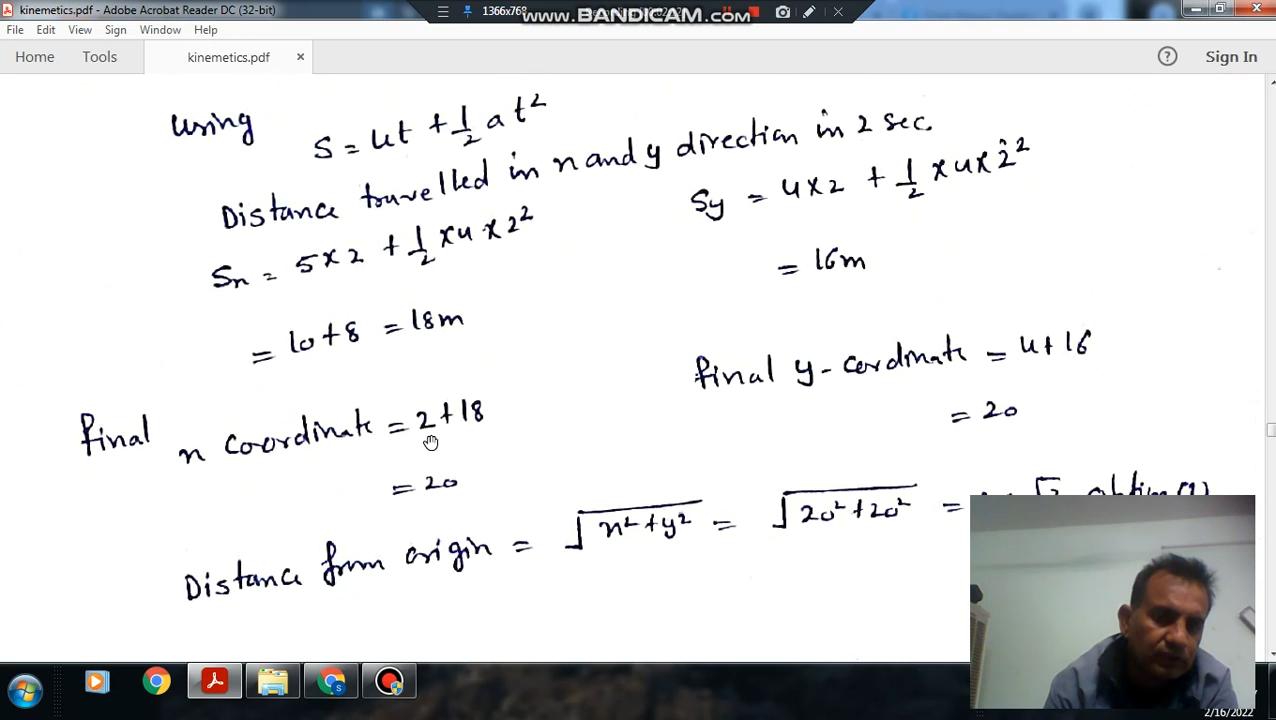 kinemetics.pdf - Adobe Acrobat Reader DC (32-bit)
1366x768
www.BANDICAM.com
File Edit View Sign Window Help
Home Tools kinemetics.pdf × Sign In
using S = ut + 1/2 at²
Distance travelled in x and y direction in 2 sec.
Sx = 5×2 + 1/2 ×4×2²
Sy = 4×2 + 1/2 ×4×2²
= 10+8 = 18m
= 16m
final x coordinate = 2+18
= 20
final y-cordinate = 4+16
= 20
Distance from origin = √x²+y² = √20²+20² =
2/16/2022